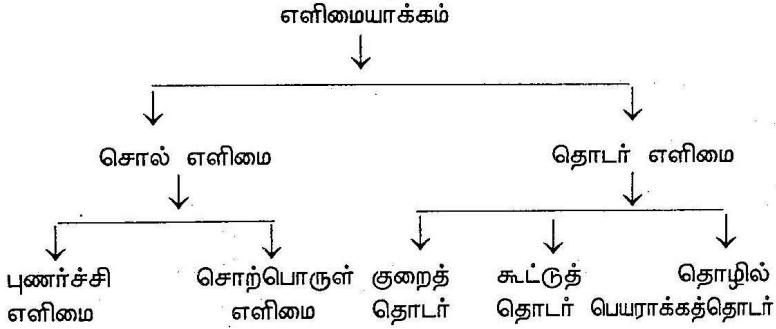 எளிமையாக்கம்
சொல் எளிமை
தொடர் எளிமை
புணர்ச்சி
எளிமை
சொற்பொருள்
எளிமை
குறைத்
தொடர்
கூட்டுத்
தொடர்
தொழில்
பெயராக்கத்தொடர்